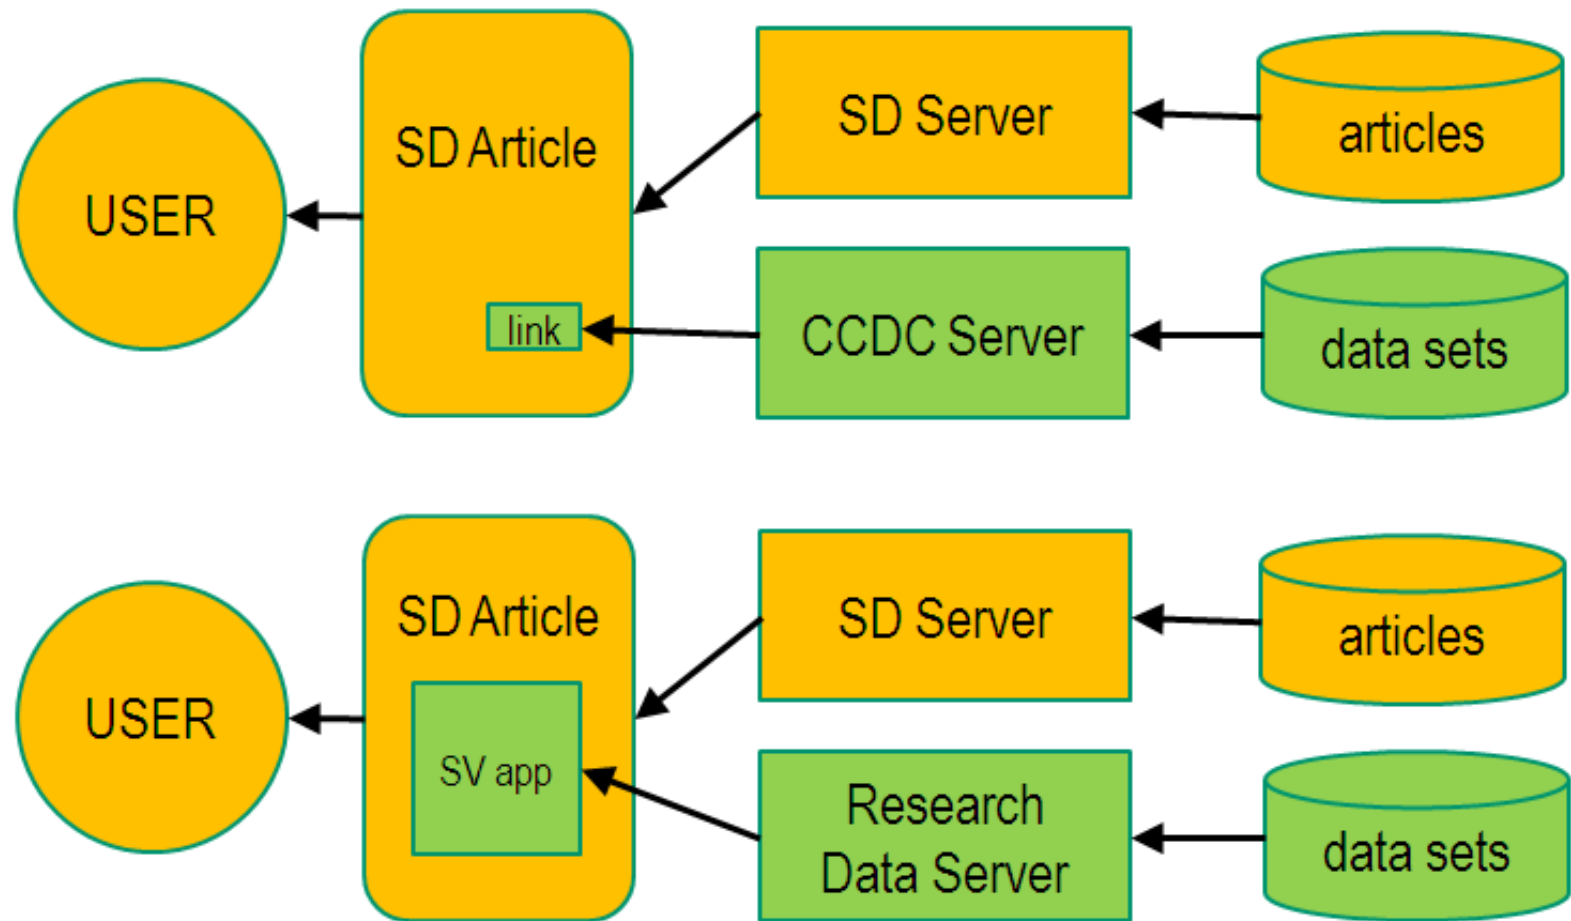 USER
SD Article
link
SD Server
articles
CCDC Server
data sets
USER
SD Article
SV app
SD Server
articles
Research
Data Server
data sets